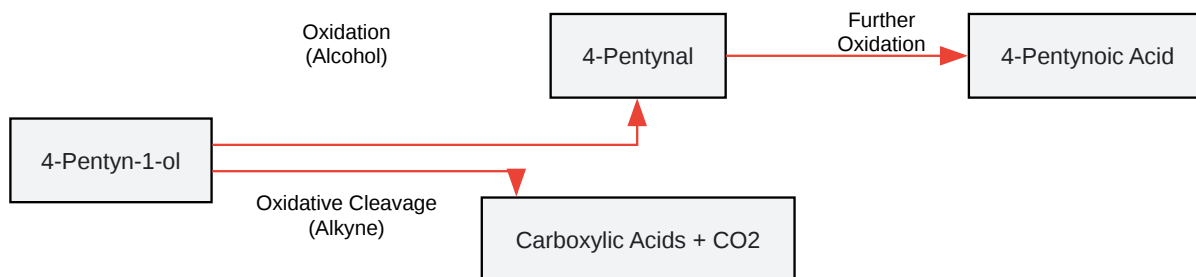 Oxidation
(Alcohol)
4-Pentynal
Further
Oxidation
4-Pentynoic Acid
4-Pentyn-1-ol
Oxidative Cleavage
(Alkyne)
Carboxylic Acids + CO2